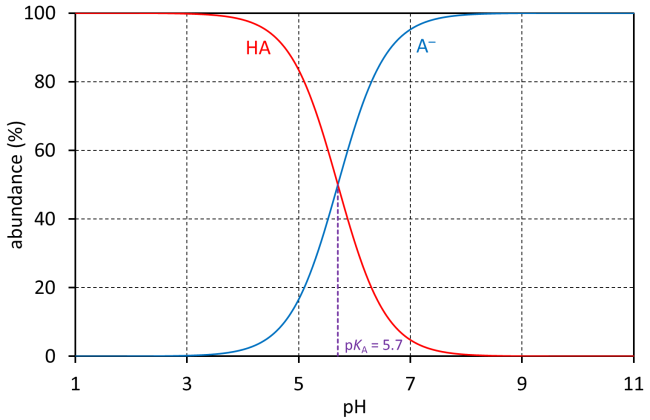 100
80
60
40
20
0
abundance (%)
HA
A⁻
pKA = 5.7
1 3 5 7 9 11
pH